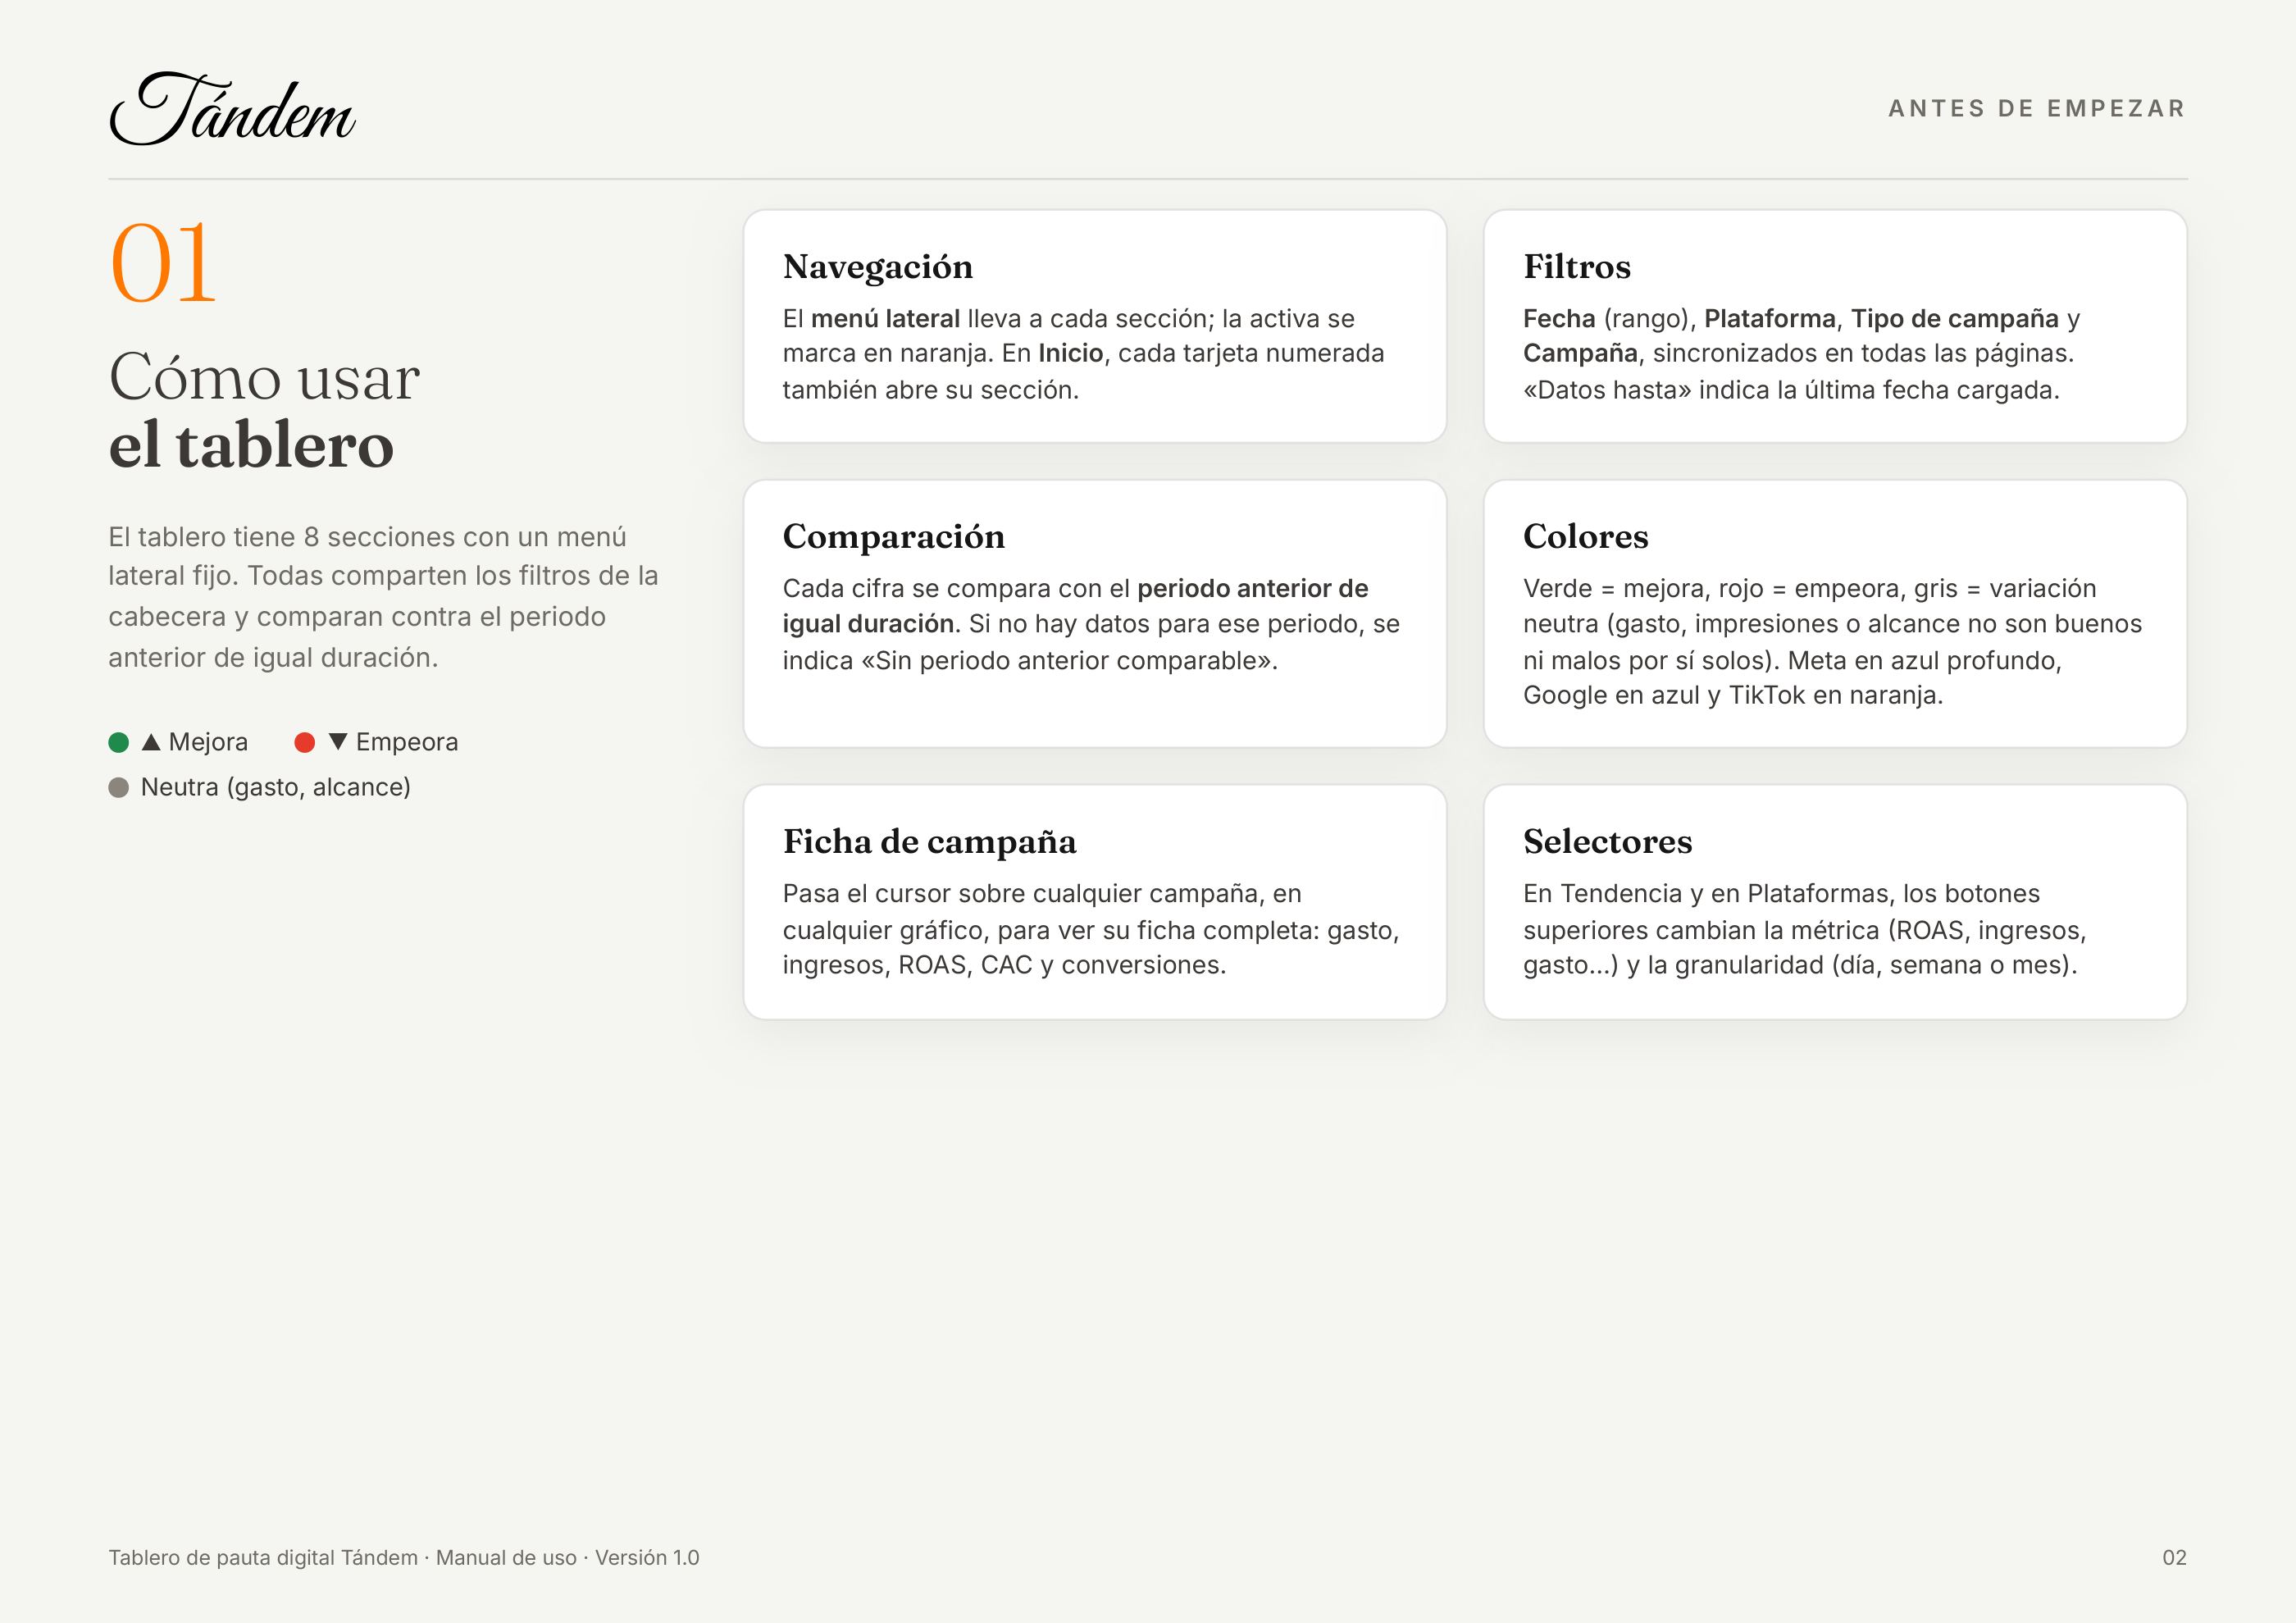 Tándem
ANTES DE EMPEZAR
01
Cómo usar
el tablero
El tablero tiene 8 secciones con un menú
lateral fijo. Todas comparten los filtros de la
cabecera y comparan contra el periodo
anterior de igual duración.
▲ Mejora
▼ Empeora
Neutra (gasto, alcance)
Navegación
El menú lateral lleva a cada sección; la activa se
marca en naranja. En Inicio, cada tarjeta numerada
también abre su sección.
Filtros
Fecha (rango), Plataforma, Tipo de campaña y
Campaña, sincronizados en todas las páginas.
«Datos hasta» indica la última fecha cargada.
Comparación
Cada cifra se compara con el periodo anterior de
igual duración. Si no hay datos para ese periodo, se
indica «Sin periodo anterior comparable».
Colores
Verde = mejora, rojo = empeora, gris = variación
neutra (gasto, impresiones o alcance no son buenos
ni malos por sí solos). Meta en azul profundo,
Google en azul y TikTok en naranja.
Ficha de campaña
Pasa el cursor sobre cualquier campaña, en
cualquier gráfico, para ver su ficha completa: gasto,
ingresos, ROAS, CAC y conversiones.
Selectores
En Tendencia y en Plataformas, los botones
superiores cambian la métrica (ROAS, ingresos,
gasto...) y la granularidad (día, semana o mes).
Tablero de pauta digital Tándem · Manual de uso · Versión 1.0
02